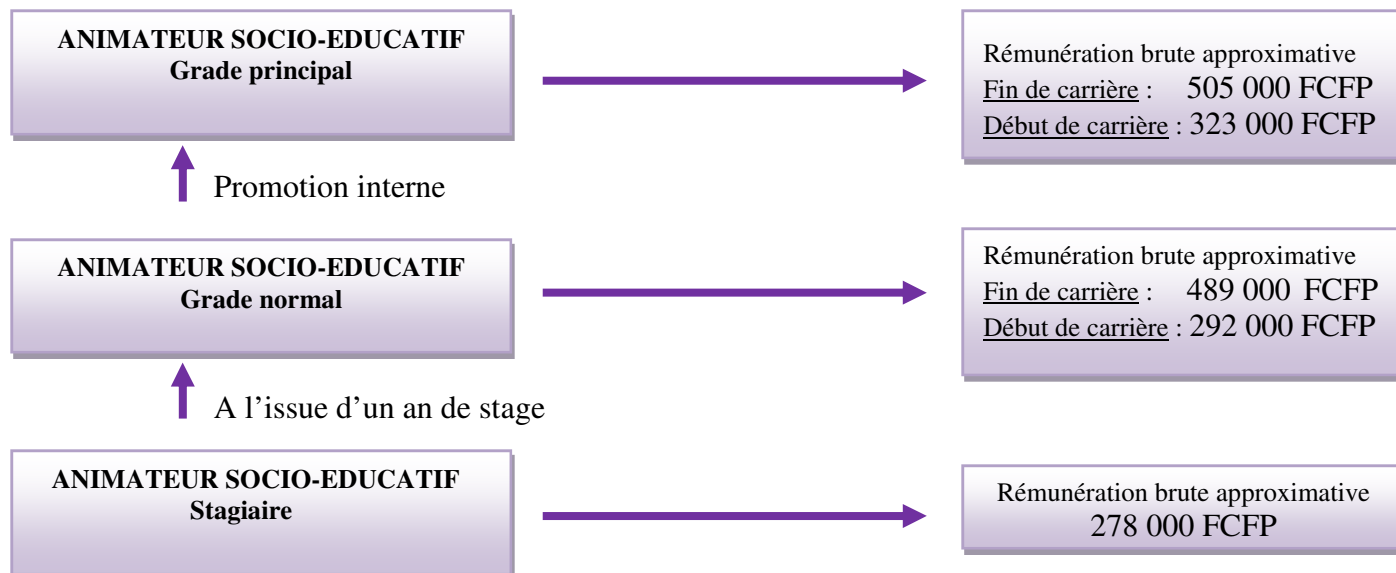 ANIMATEUR SOCIO-EDUCATIF
Grade principal
Rémunération brute approximative
Fin de carrière : 505 000 FCFP
Début de carrière : 323 000 FCFP
Promotion interne
ANIMATEUR SOCIO-EDUCATIF
Grade normal
Rémunération brute approximative
Fin de carrière : 489 000 FCFP
Début de carrière : 292 000 FCFP
A l’issue d’un an de stage
ANIMATEUR SOCIO-EDUCATIF
Stagiaire
Rémunération brute approximative
278 000 FCFP